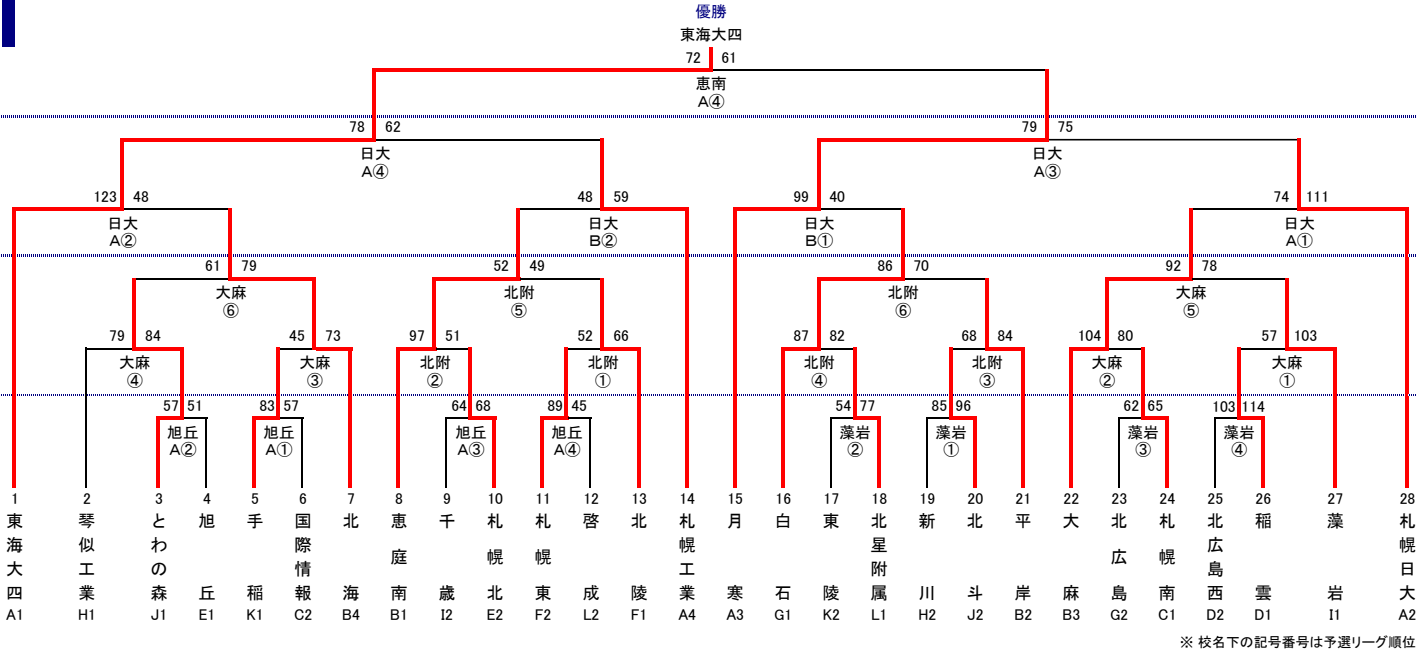 優勝
東海大四
72 61
恵南
A④
78 62
日大
A④
79 75
日大
A③
123 48
日大
A②
48 59
日大
B②
99 40
日大
B①
74 111
日大
A①
61 79
大麻
⑥
52 49
北附
⑤
86 70
北附
⑥
92 78
大麻
⑤
79 84
大麻
④
45 73
大麻
③
97 51
北附
②
52 66
北附
①
87 82
北附
④
68 84
北附
③
104 80
大麻
②
57 103
大麻
①
57 51
旭丘
A②
83 57
旭丘
A①
64 68
旭丘
A③
89 45
旭丘
A④
54 77
藻岩
②
85 96
藻岩
①
62 65
藻岩
③
103 114
藻岩
④
1 東海大四 A1
2 琴似工業 H1
3 とわの森 J1
4 旭丘 E1
5 手稲 K1
6 国際情報 C2
7 北海 B4
8 恵庭南 B1
9 千歳 I2
10 札幌北 E2
11 札幌東 F2
12 啓成 L2
13 北陵 F1
14 札幌工業 A4
15 月寒 A3
16 白石 G1
17 東陵 K2
18 北星附属 L1
19 新川 H2
20 北斗 J2
21 平岸 B2
22 大麻 B3
23 北広島 G2
24 札幌南 C1
25 北広島西 D2
26 稲雲 D1
27 藻岩 I1
28 札幌日大 A2
※ 校名下の記号番号は予選リーグ順位